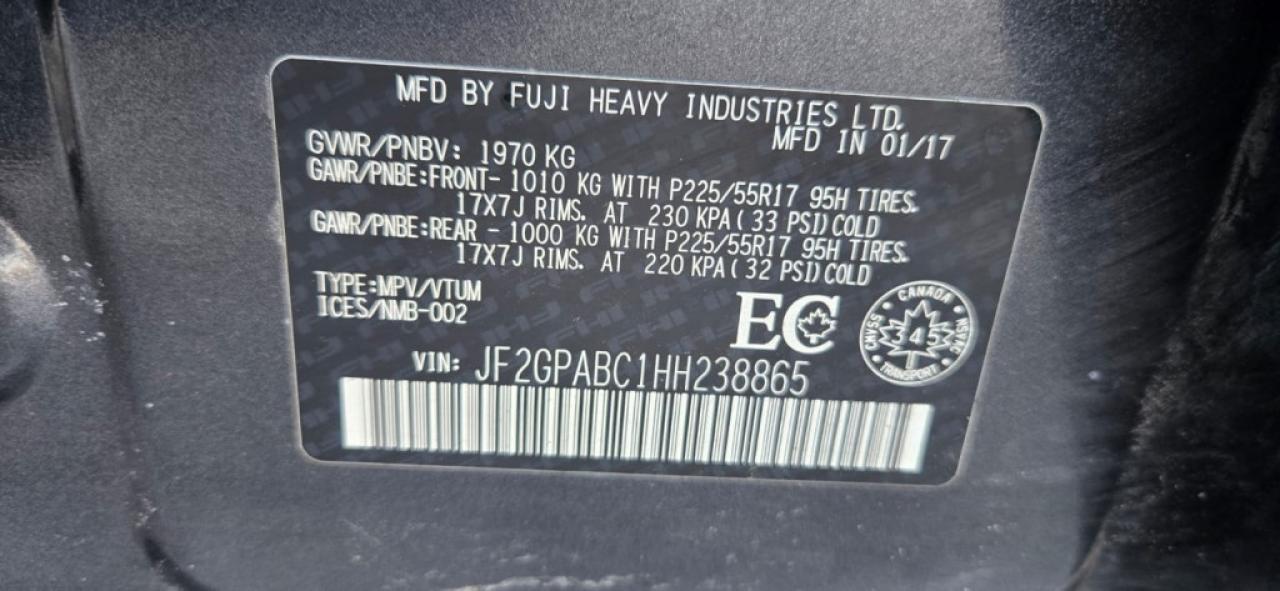 MFD BY FUJI HEAVY INDUSTRIES LTD.
MFD IN 01/17
GVWR/PNBV: 1970 KG
GAWR/PNBE:FRONT- 1010 KG WITH P225/55R17 95H TIRES.
17X7J RIMS. AT 230 KPA(33 PSI)COLD
GAWR/PNBE:REAR - 1000 KG WITH P225/55R17 95H TIRES.
17X7J RIMS. AT 220 KPA(32 PSI)COLD
TYPE:MPV/VTUM
ICES/NMB-002
EC
CANADA
CMVSS
345
NSVAC
TRANSPORT
VIN: JF2GPABC1HH238865